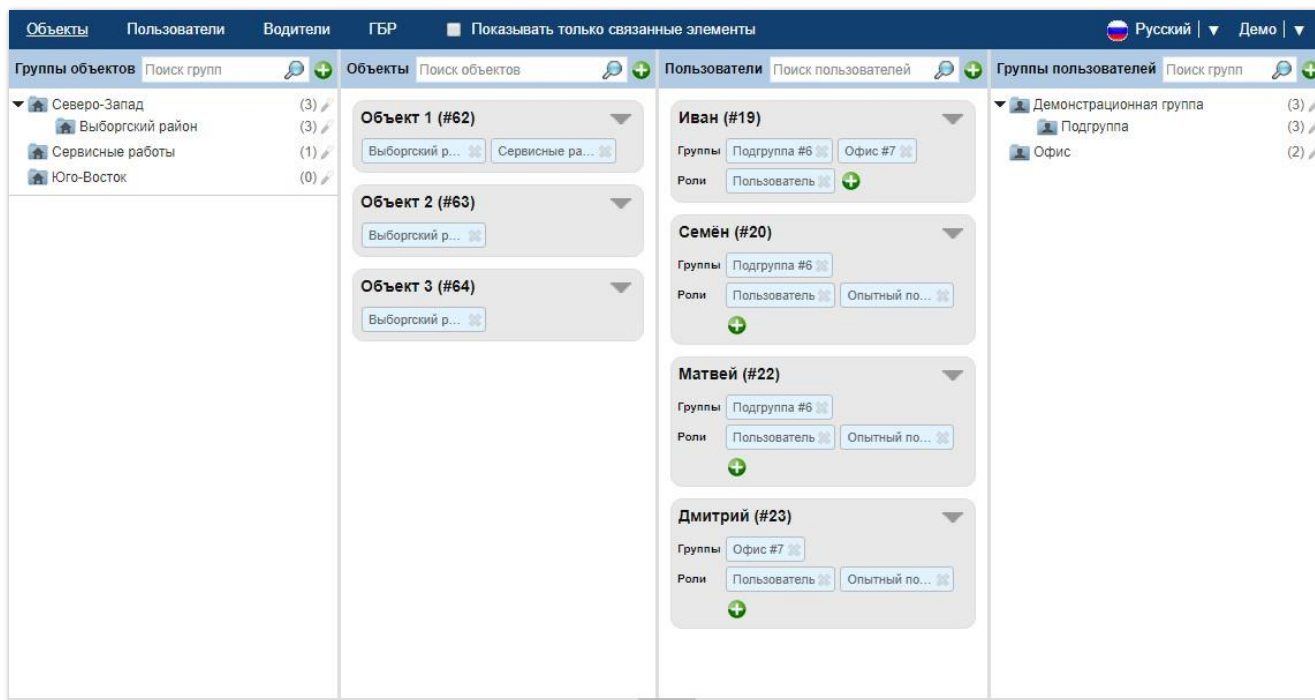 Объекты Пользователи Водители ГБР Показывать только связанные элементы Русский | ▼ Демо | ▼
Группы объектов Поиск групп
Северо-Запад (3)
Выборгский район (3)
Сервисные работы (1)
Юго-Восток (0)
Объекты Поиск объектов
Объект 1 (#62)
Выборгский р... Сервисные ра...
Объект 2 (#63)
Выборгский р...
Объект 3 (#64)
Выборгский р...
Пользователи Поиск пользователей
Иван (#19)
Группы Подгруппа #6 Офис #7
Роли Пользователь
Семён (#20)
Группы Подгруппа #6
Роли Пользователь Опытный по...
Матвей (#22)
Группы Подгруппа #6
Роли Пользователь Опытный по...
Дмитрий (#23)
Группы Офис #7
Роли Пользователь Опытный по...
Группы пользователей Поиск групп
Демонстрационная группа (3)
Подгруппа (3)
Офис (2)